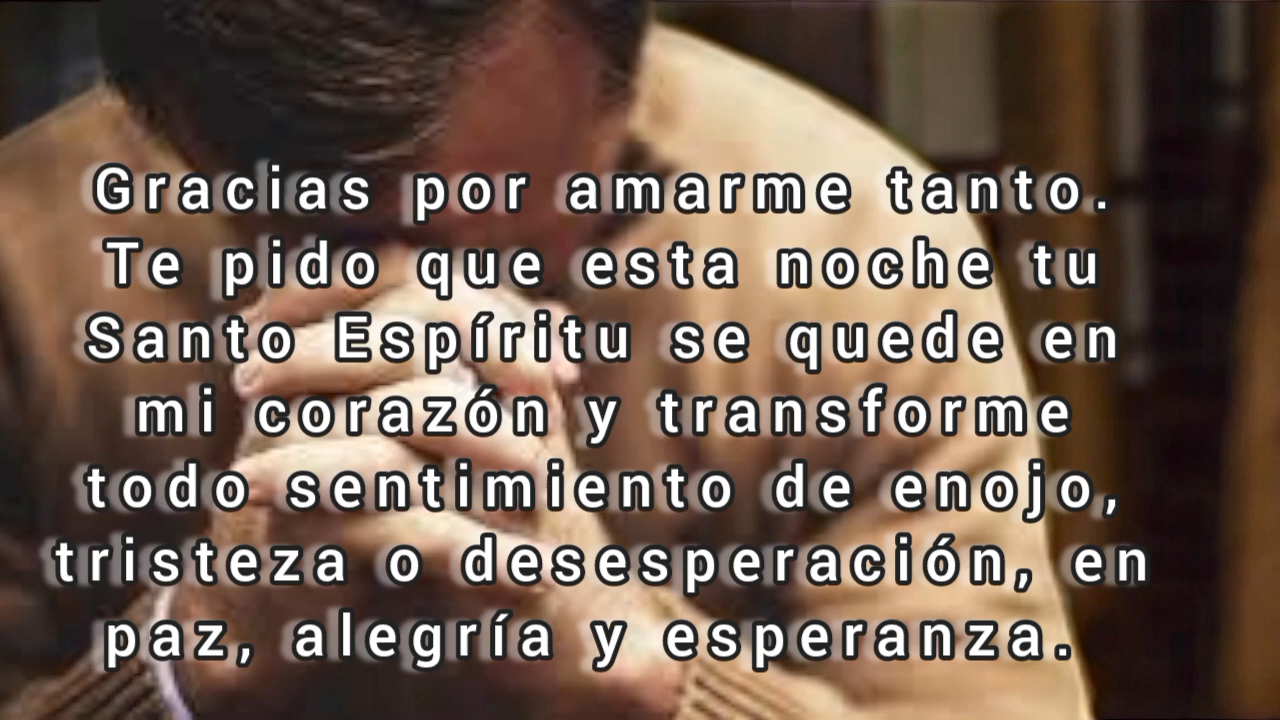 Gracias por amarme tanto.
Te pido que esta noche tu
Santo Espíritu se quede en
mi corazón y transforme
todo sentimiento de enojo,
tristeza o desesperación, en
paz, alegría y esperanza.